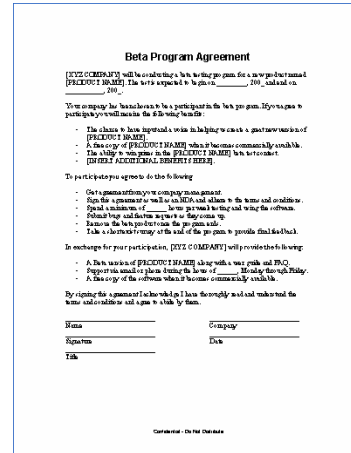 Beta Program Agreement
[XYZ COMPANY] will be conducting a beta testing program for a new product named
[PRODUCT NAME]. The test is expected to begin on ________, 200_ and end on
__________, 200_.
Your company has been chosen to be a participant in the beta program. If you agree to
participate you will receive the following benefits:
- The chance to have input and a voice in helping to create a great new version of
[PRODUCT NAME].
- A free copy of [PRODUCT NAME] when it becomes commercially available.
- The ability to win prizes in the [PRODUCT NAME] beta test contest.
- [INSERT ADDITIONAL BENEFITS HERE].
To participate you agree to do the following:
- Get agreement from your company management.
- Sign this agreement as well as an NDA and adhere to the terms and conditions.
- Spend a minimum of _____ hours per week testing and using the software.
- Submit bugs and feature requests as they come up.
- Remove the beta product once the program ends.
- Take a short exit survey at the end of the program to provide final feedback.
In exchange for your participation, [XYZ COMPANY] will provide the following:
- A Beta version of [PRODUCT NAME] along with a user guide and FAQ.
- Support via email or phone during the hours of _____, Monday through Friday.
- A free copy of the software when it becomes commercially available.
By signing this agreement I acknowledge I have thoroughly read and understand the
terms and conditions and agree to abide by them.
Name Company
Signature Date
Title
Confidential - Do Not Distribute